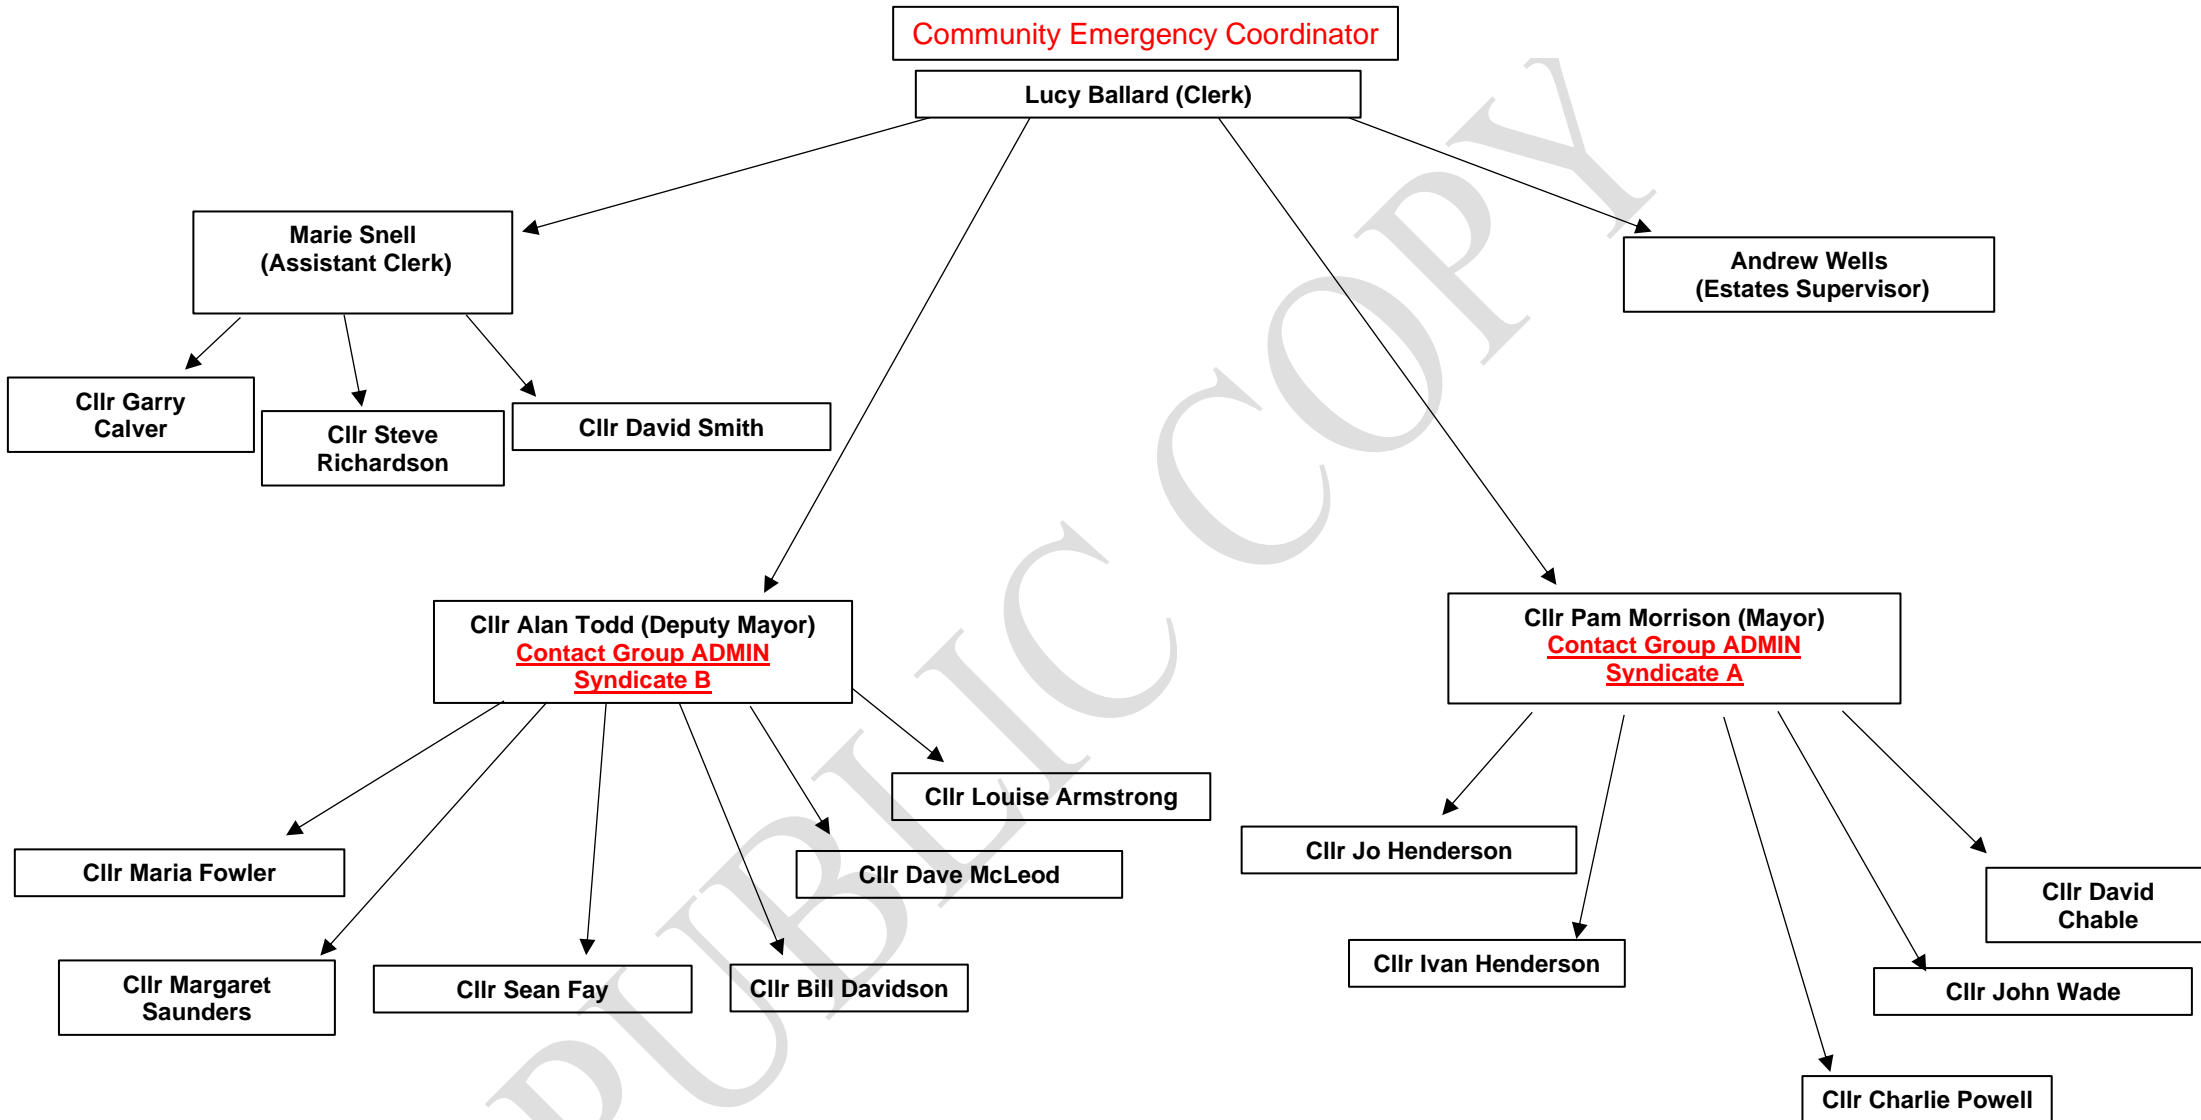 Community Emergency Coordinator
Lucy Ballard (Clerk)
Marie Snell
(Assistant Clerk)
Andrew Wells
(Estates Supervisor)
Cllr Garry
Calver
Cllr Steve
Richardson
Cllr David Smith
Cllr Alan Todd (Deputy Mayor)
Contact Group ADMIN
Syndicate B
Cllr Pam Morrison (Mayor)
Contact Group ADMIN
Syndicate A
Cllr Louise Armstrong
Cllr Maria Fowler
Cllr Dave McLeod
Cllr Margaret
Saunders
Cllr Sean Fay
Cllr Bill Davidson
Cllr Jo Henderson
Cllr David
Chable
Cllr Ivan Henderson
Cllr John Wade
Cllr Charlie Powell
PUBLIC COPY